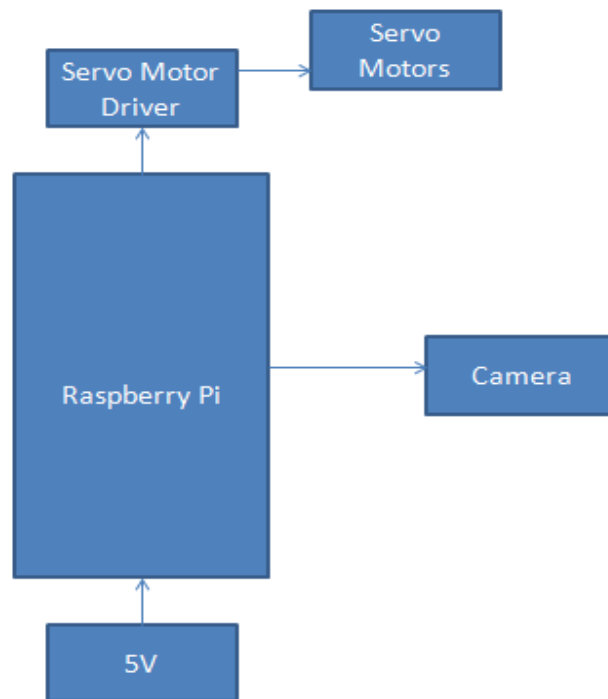 Servo
Motors
Servo Motor
Driver
Raspberry Pi
Camera
5V